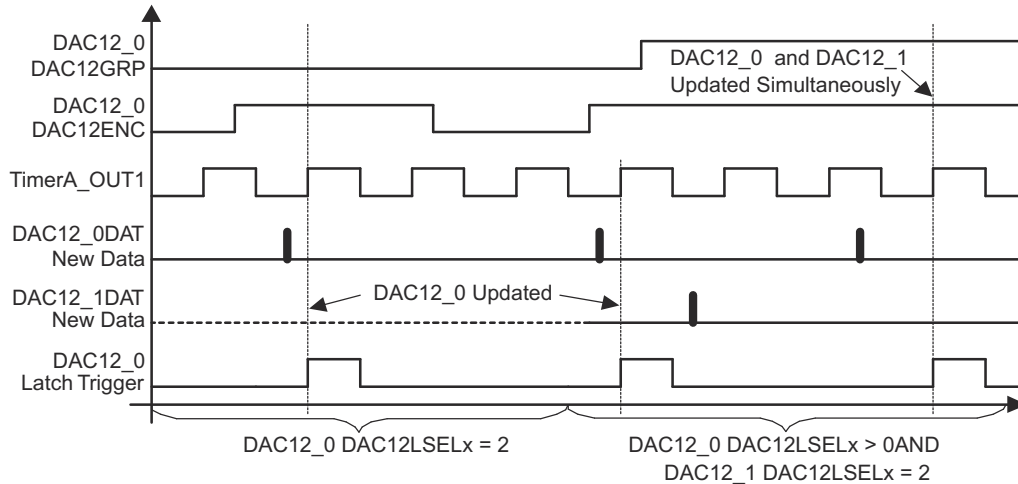 DAC12_0
DAC12GRP
DAC12_0 and DAC12_1
Updated Simultaneously
DAC12_0
DAC12ENC
TimerA_OUT1
DAC12_0DAT
New Data
DAC12_1DAT
New Data
DAC12_0 Updated
DAC12_0
Latch Trigger
DAC12_0 DAC12LSELx = 2
DAC12_0 DAC12LSELx > 0AND
DAC12_1 DAC12LSELx = 2